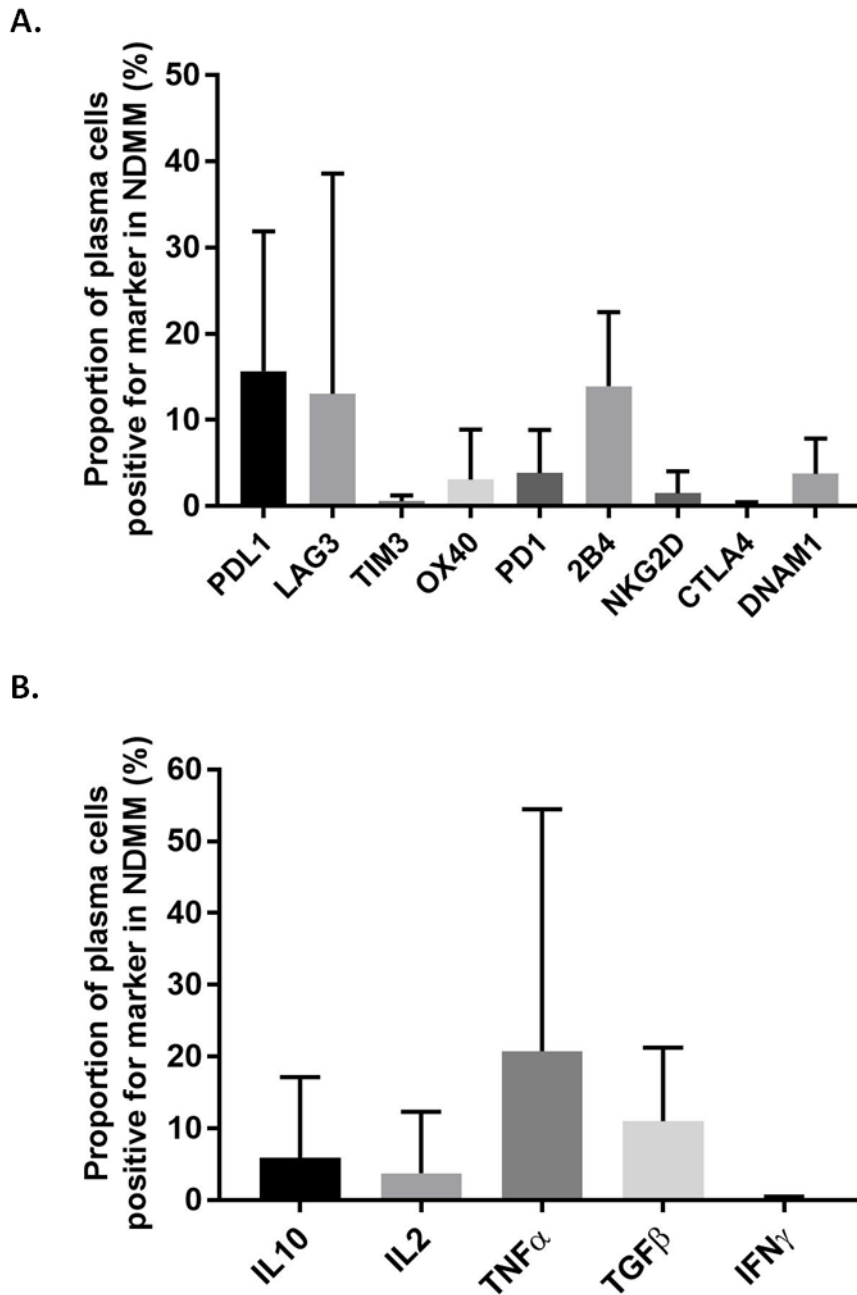 A.
Proportion of plasma cells
positive for marker in NDMM (%)
50
40
30
20
10
0
PDL1
LAG3
TIM3
OX40
PD1
2B4
NKG2D
CTLA4
DNAM1
B.
Proportion of plasma cells
positive for marker in NDMM (%)
60
50
40
30
20
10
0
IL10
IL2
TNFα
TGFβ
IFNγ